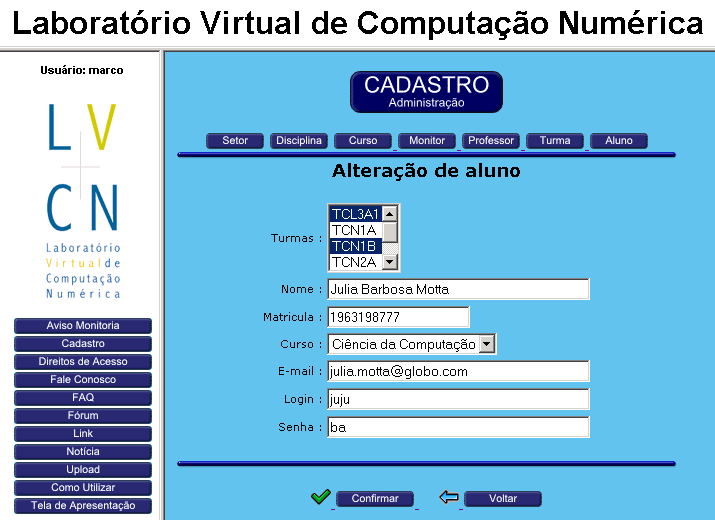 Laboratório Virtual de Computação Numérica
Usuário: marco
L V
C N
Laboratório
Virtual de
Computação
Numérica
Aviso Monitoria
Cadastro
Direitos de Acesso
Fale Conosco
FAQ
Fórum
Link
Notícia
Upload
Como Utilizar
Tela de Apresentação
CADASTRO
Administração
Setor Disciplina Curso Monitor Professor Turma Aluno
Alteração de aluno
Turmas :
TCL3A1
TCN1A
TCN1B
TCN2A
Nome : Julia Barbosa Motta
Matricula : 1963198777
Curso : Ciência da Computação
E-mail : julia.motta@globo.com
Login : juju
Senha : ba
Confirmar Voltar